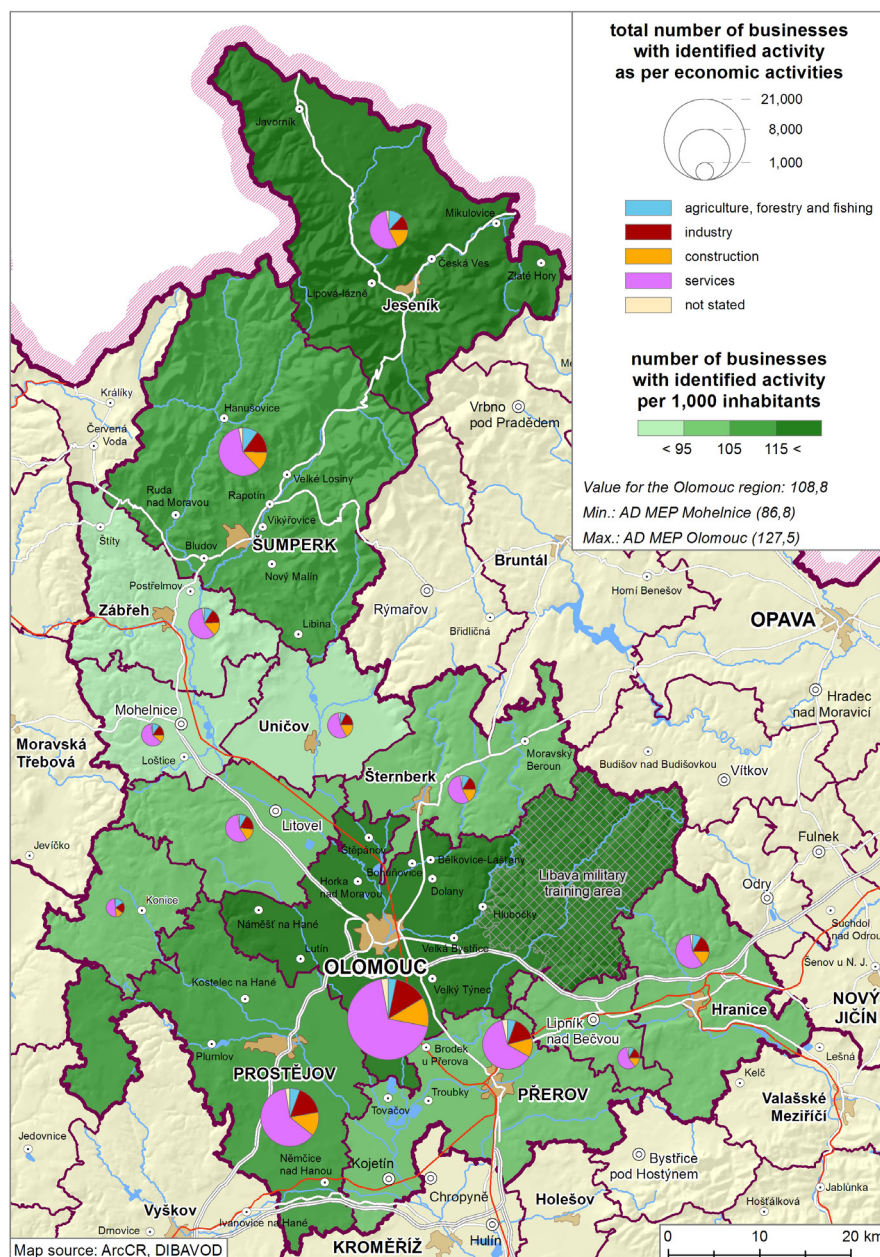 total number of businesses
with identified activity
as per economic activities
21,000
8,000
1,000
agriculture, forestry and fishing
industry
construction
services
not stated
number of businesses
with identified activity
per 1,000 inhabitants
< 95 105 115 <
Value for the Olomouc region: 108,8
Min.: AD MEP Mohelnice (86,8)
Max.: AD MEP Olomouc (127,5)
Javorník
Mikulovice
Česká Ves
Zlaté Hory
Lipová-lázně
Jeseník
Králíky
Hanušovice
Vrbno
pod Pradědem
Červená
Voda
Velké Losiny
Ruda
nad Moravou
Rapotín
Vikýřovice
Štíty
ŠUMPERK
Bludov
Nový Malín
Bruntál
Postřelmov
Horní Benešov
Rýmařov
Zábřeh
Libina
Břidličná
OPAVA
Hradec
nad Moravicí
Mohelnice
Uničov
Moravská
Třebová
Moravský
Beroun
Budišov nad Budišovkou
Loštice
Šternberk
Vítkov
Litovel
Fulnek
Štěpánov
Jevíčko
Bělkovice-Lašťany
Bohuňovice
Horka
nad Moravou
Dolany
Libavá military
training area
Odry
Konice
Náměšť na Hané
Hlubočky
Suchdol
nad Odrou
Velká Bystřice
Lutín
Šenov u N. J.
OLOMOUC
Velký Týnec
Kostelec na Hané
NOVÝ
JIČÍN
Hranice
Lipník
nad Bečvou
Plumlov
Brodek
u Přerova
Lešná
PROSTĚJOV
Kelč
PŘEROV
Troubky
Tovačov
Valašské
Meziříčí
Jedovnice
Němčice
nad Hanou
Kojetín
Bystřice
pod Hostýnem
Chropyně
Jablůnka
Holešov
Hošťálková
Vyškov
Ivanovice na Hané
Drnovice
Hulín
KROMĚŘÍŽ
Map source: ArcCR, DIBAVOD
0 10 20 km